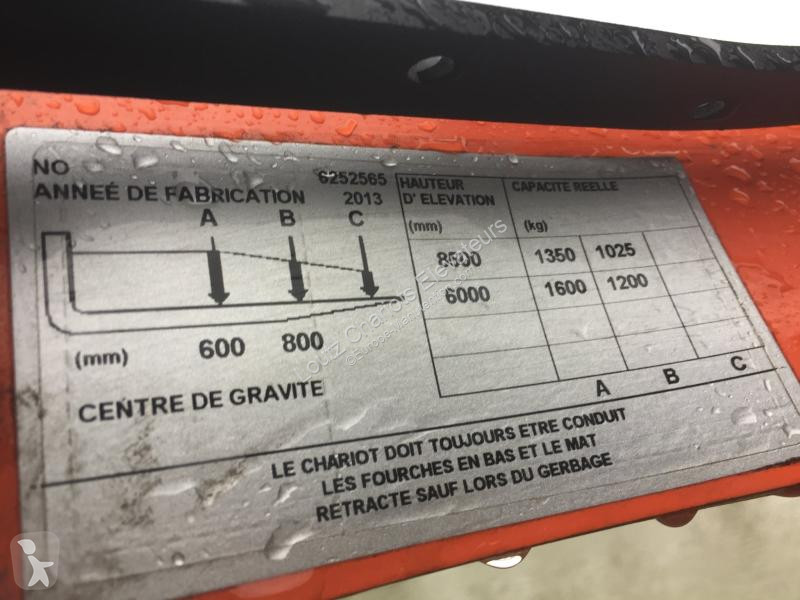 NO 6252565
ANNEÉ DE FABRICATION 2013
A B C
(mm) 600 800
CENTRE DE GRAVITE
HAUTEUR CAPACITE REELLE
D' ELEVATION
(mm) (kg)
8500 1350 1025
6000 1600 1200
A B C
LE CHARIOT DOIT TOUJOURS ETRE CONDUIT
LES FOURCHES EN BAS ET LE MAT
RETRACTE SAUF LORS DU GERBAGE